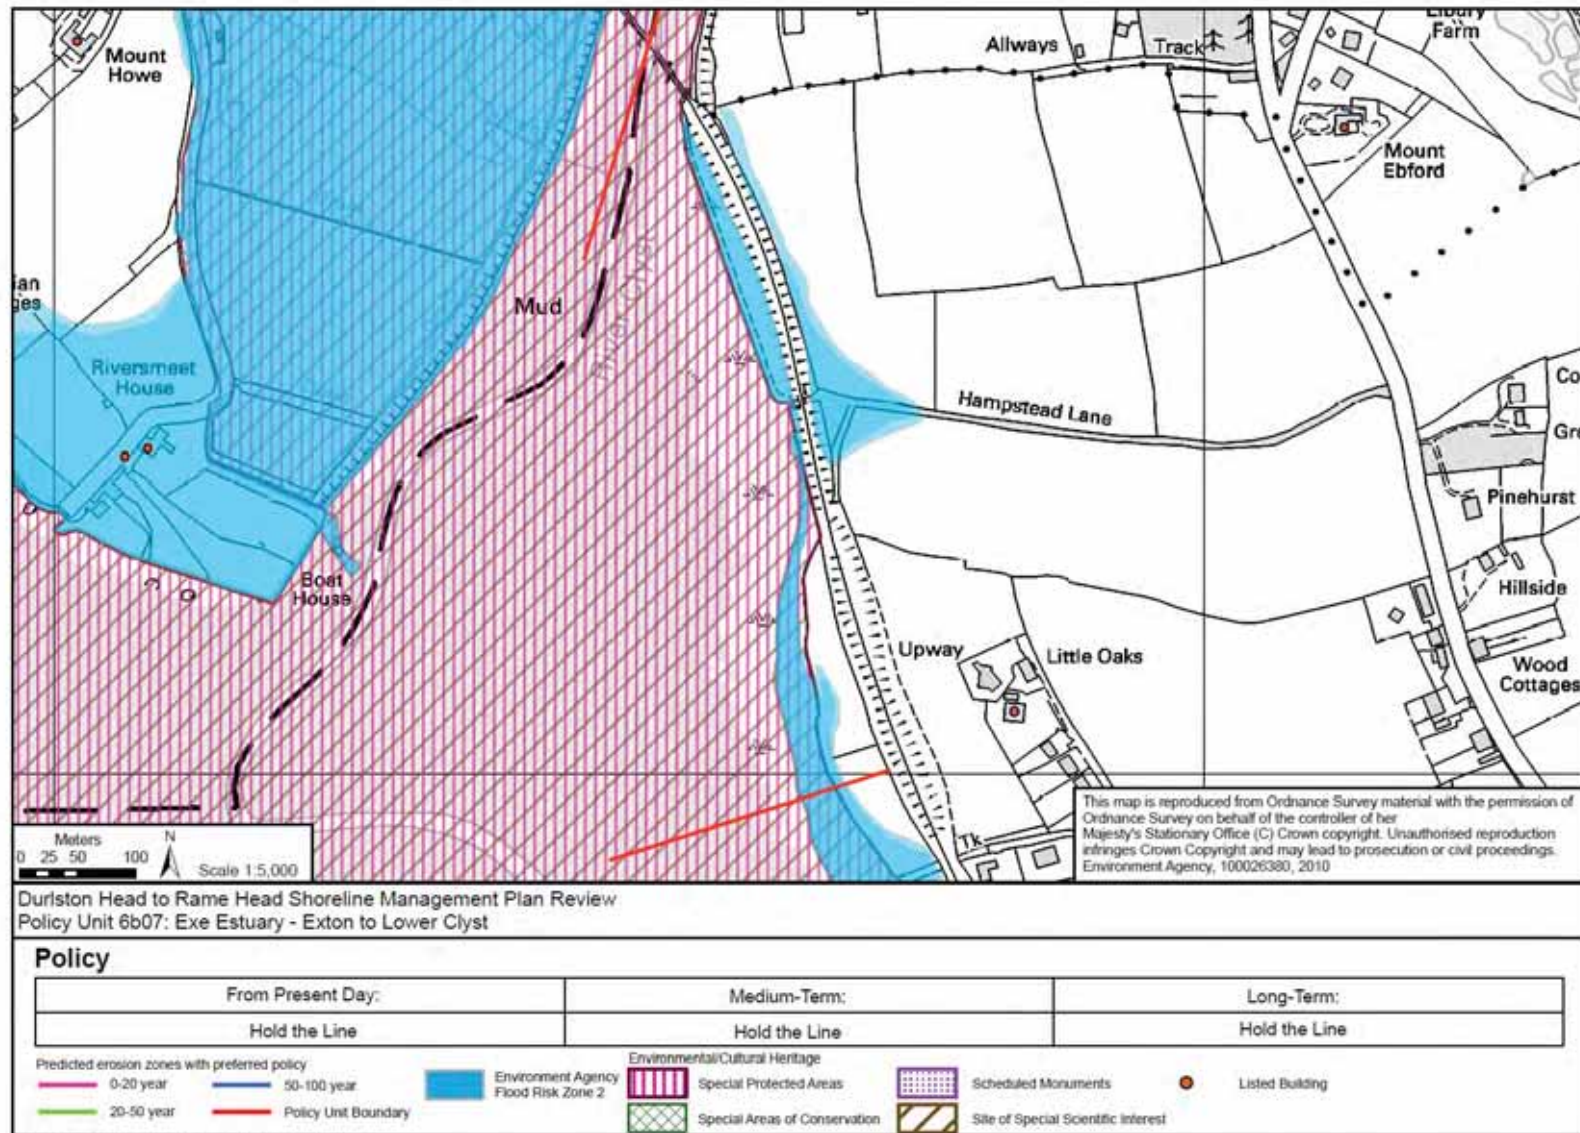 Mount
Howe
Allways
Track
Elbury
Farm
Mount
Ebford
Mud
River Clyst
Riversmeet
House
Hampstead Lane
Pinehurst
Boat
House
Hillside
Upway
Little Oaks
Wood
Cottages
Tk
Meters
0 25 50 100
N
Scale 1:5,000
This map is reproduced from Ordnance Survey material with the permission of
Ordnance Survey on behalf of the controller of her
Majesty's Stationary Office (C) Crown copyright. Unauthorised reproduction
infringes Crown Copyright and may lead to prosecution or civil proceedings.
Environment Agency, 100026380, 2010
Durlston Head to Rame Head Shoreline Management Plan Review
Policy Unit 6b07: Exe Estuary - Exton to Lower Clyst
Policy
From Present Day: Medium-Term: Long-Term:
Hold the Line Hold the Line Hold the Line
Predicted erosion zones with preferred policy
0-20 year 50-100 year
20-50 year Policy Unit Boundary
Environment Agency
Flood Risk Zone 2
Environmental/Cultural Heritage
Special Protected Areas Scheduled Monuments Listed Building
Special Areas of Conservation Site of Special Scientific Interest